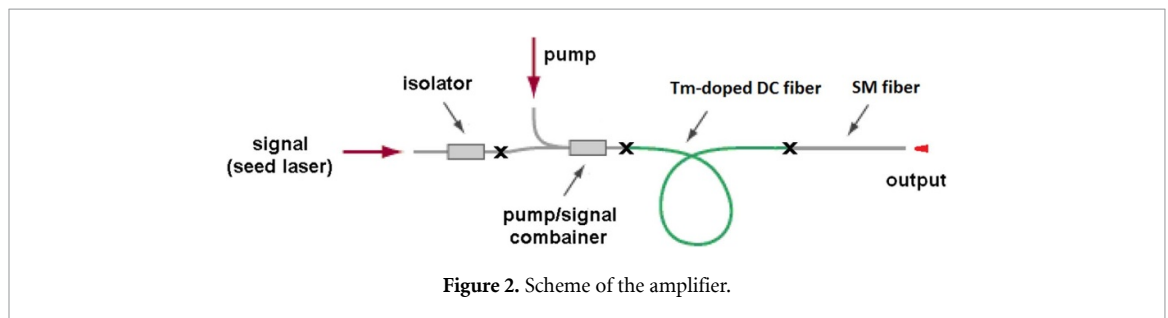 pump
isolator
Tm-doped DC fiber
SM fiber
signal
(seed laser)
output
pump/signal
combainer
Figure 2. Scheme of the amplifier.